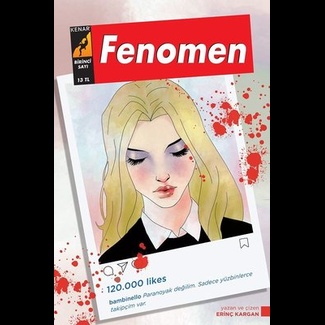 KENAR
BİRİNCİ
SAYI
13 TL
Fenomen
120.000 likes
bambinello Paranoyak değilim. Sadece yüzbinlerce
takipçim var.
yazan ve çizen
ERİNÇ KARGAN